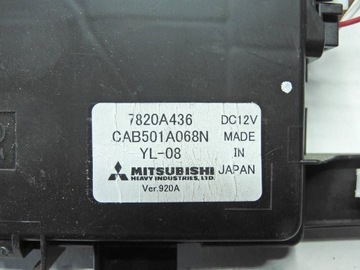 7820A436 DC12V
CAB501A068N MADE
YL-08 IN
MITSUBISHI JAPAN
HEAVY INDUSTRIES, LTD.
Ver.920A